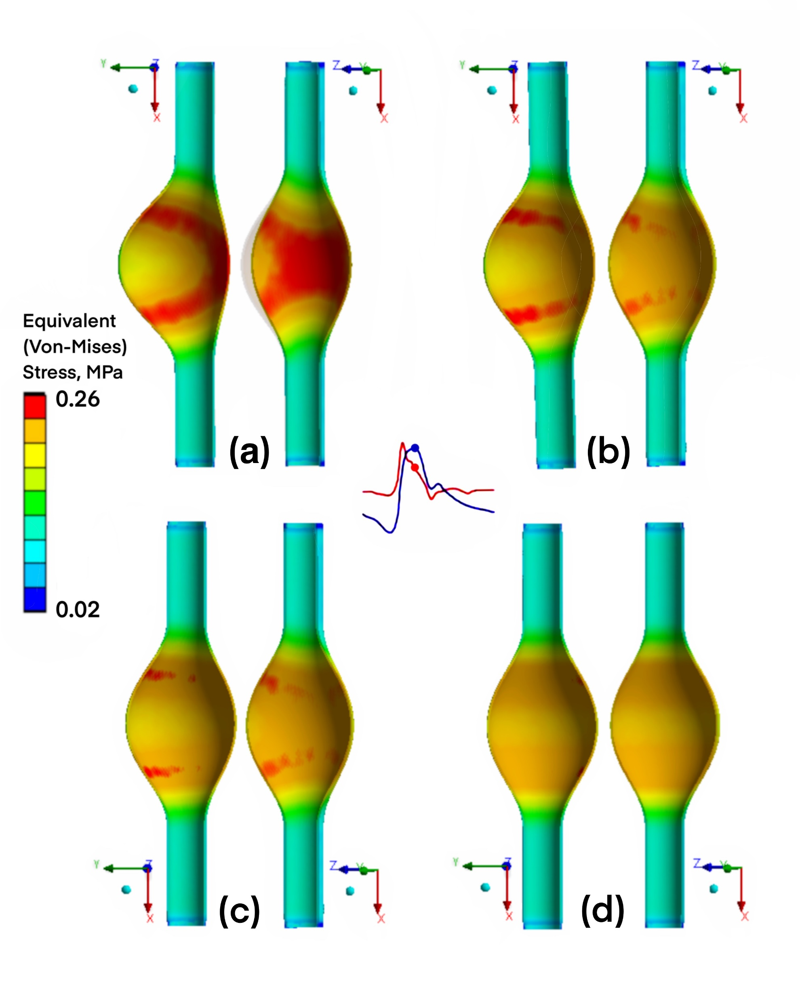 Y Z X
Z Y X
Y Z X
Z Y X
Equivalent
(Von-Mises)
Stress, MPa
0.26
0.02
(a)
(b)
Y Z X
Z Y X
Y Z X
Z Y X
(c)
(d)